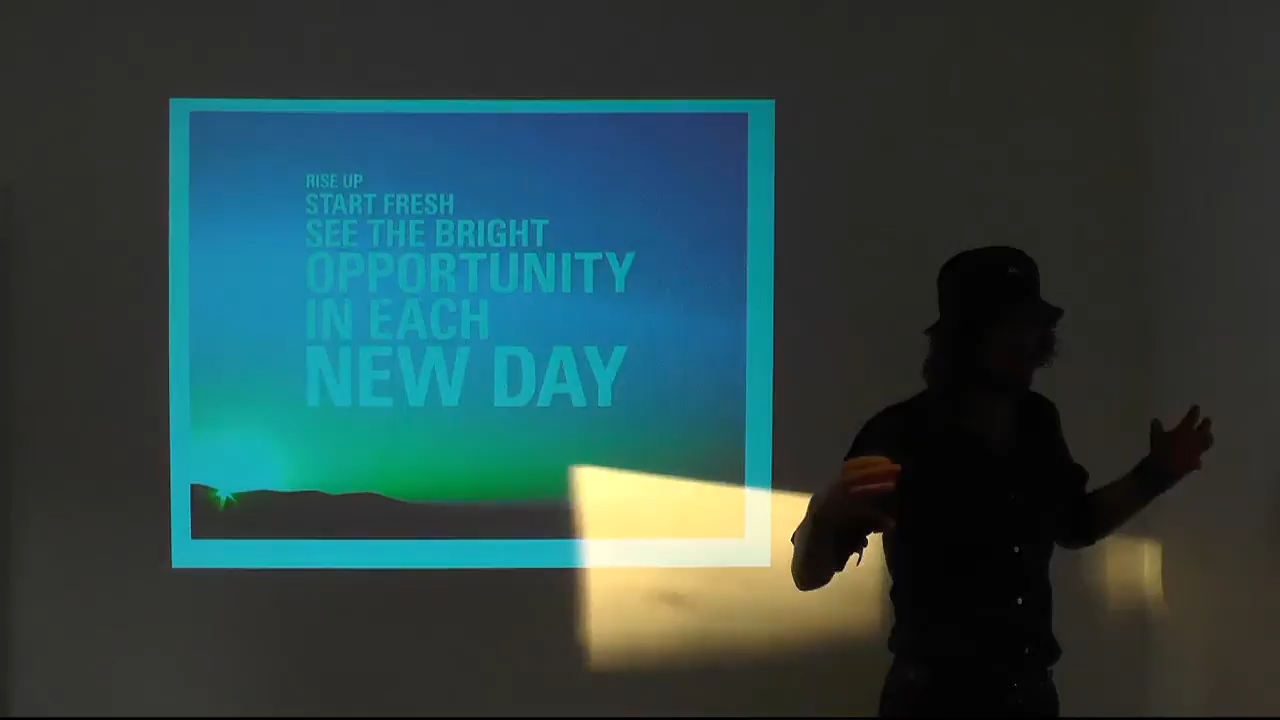 RISE UP
START FRESH
SEE THE BRIGHT
OPPORTUNITY
IN EACH
NEW DAY